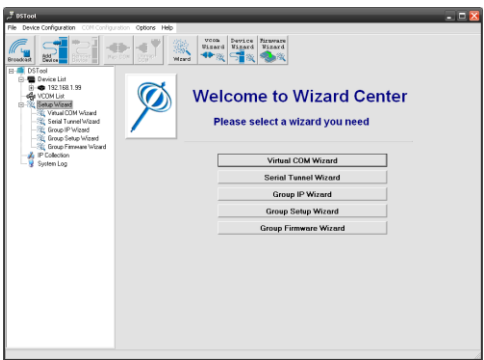 DSTool
File Device Configuration COM Configuration Options Help
Vcom Device Firmware
Wizard Wizard Wizard
Broadcast Add Device Wizard
DSTool
Device List
192.168.1.99
VCOM List
Setup Wizard
Virtual COM Wizard
Serial Tunnel Wizard
Group IP Wizard
Group Setup Wizard
Group Firmware Wizard
IP Collection
System Log
Welcome to Wizard Center
Please select a wizard you need
Virtual COM Wizard
Serial Tunnel Wizard
Group IP Wizard
Group Setup Wizard
Group Firmware Wizard